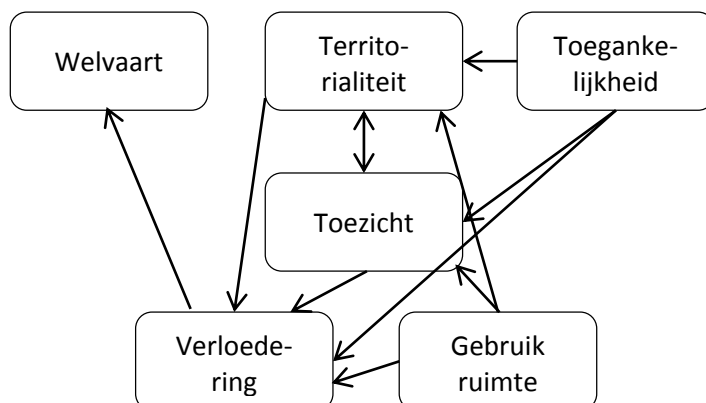 Welvaart
Territo-
rialiteit
Toeganke-
lijkheid
Toezicht
Verloede-
ring
Gebruik
ruimte